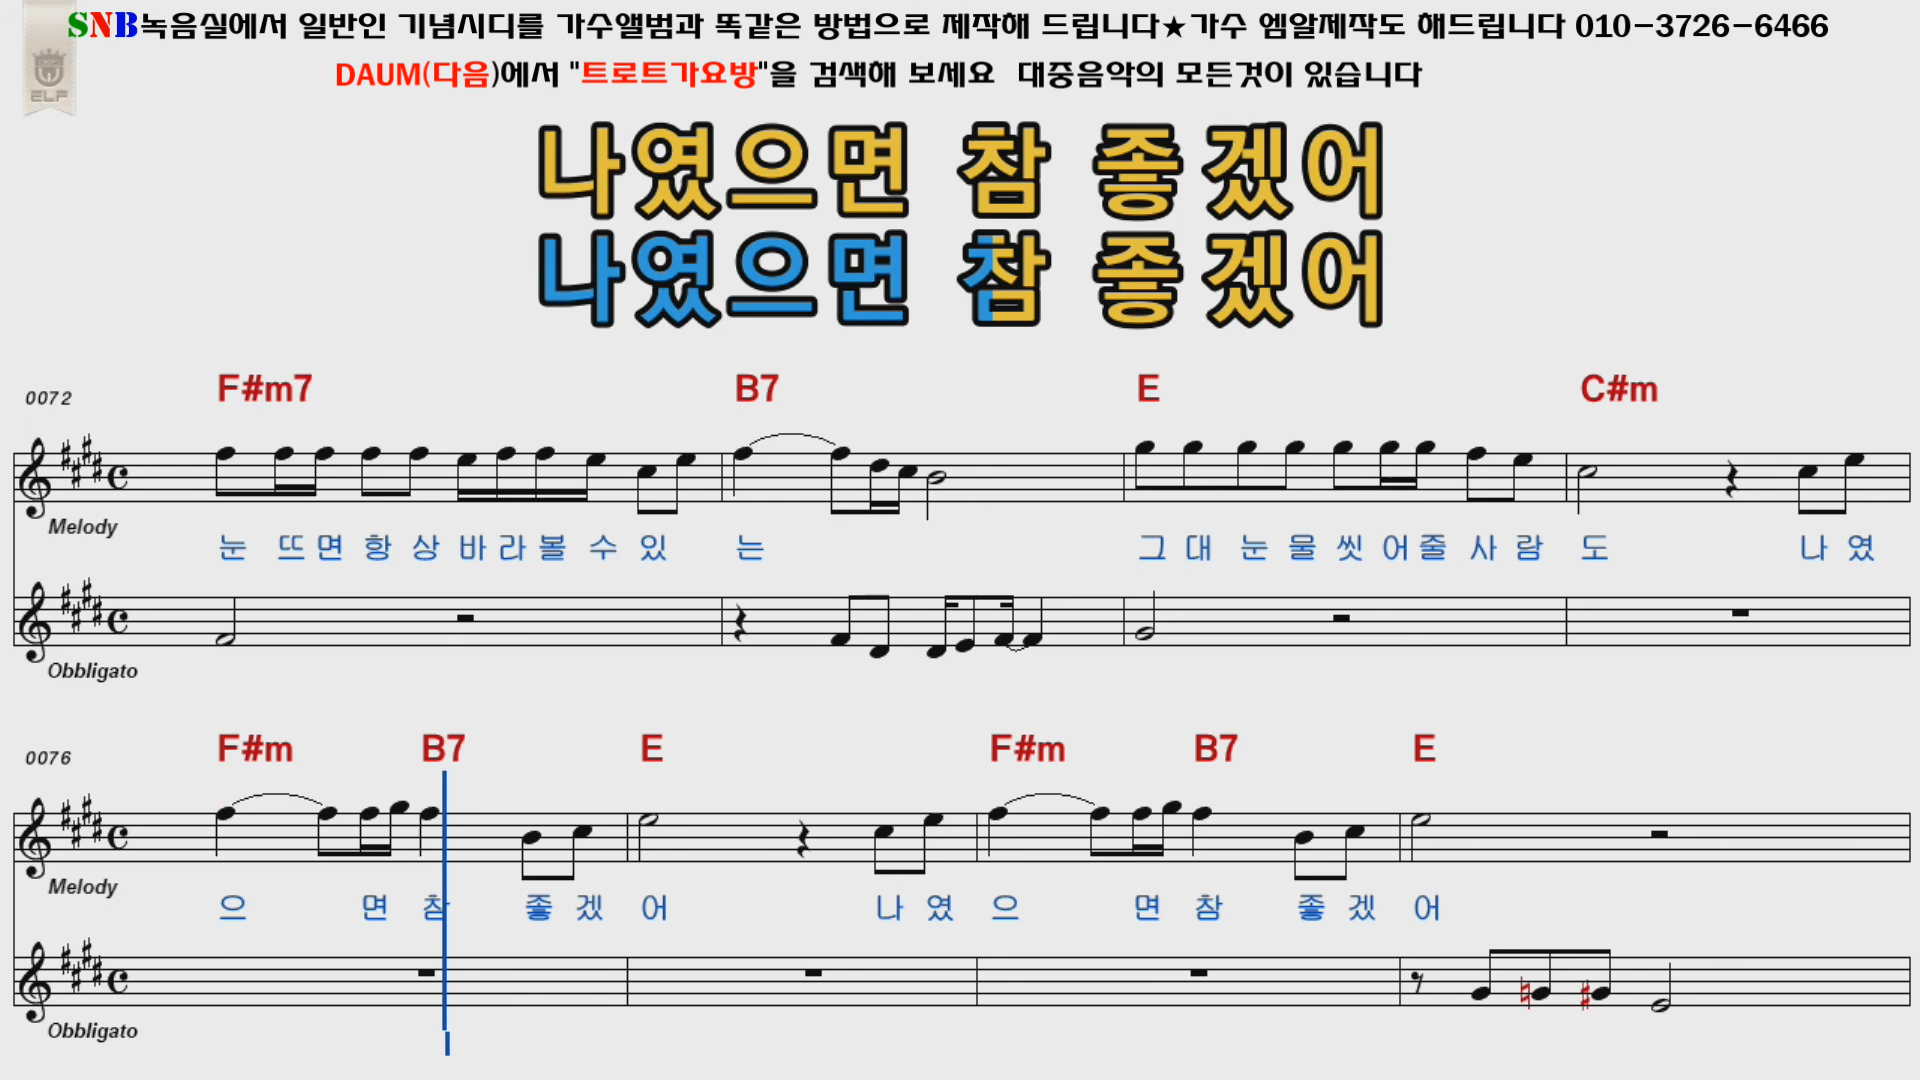 SNB녹음실에서 일반인 기념시디를 가수앨범과 똑같은 방법으로 제작해 드립니다★가수 엠알제작도 해드립니다 010-3726-6466
ELF
DAUM(다음)에서 "트로트가요방"을 검색해 보세요 대중음악의 모든것이 있습니다
나였으면 참 좋겠어
나였으면 참 좋겠어
0072 F#m7 B7 E C#m
Melody
눈 뜨면 항상 바라볼 수 있 는 그대 눈물 씻어줄 사람 도 나였
Obbligato
0076 F#m B7 E F#m B7 E
Melody
으 면 참 좋겠 어 나였 으 면 참 좋겠 어
Obbligato